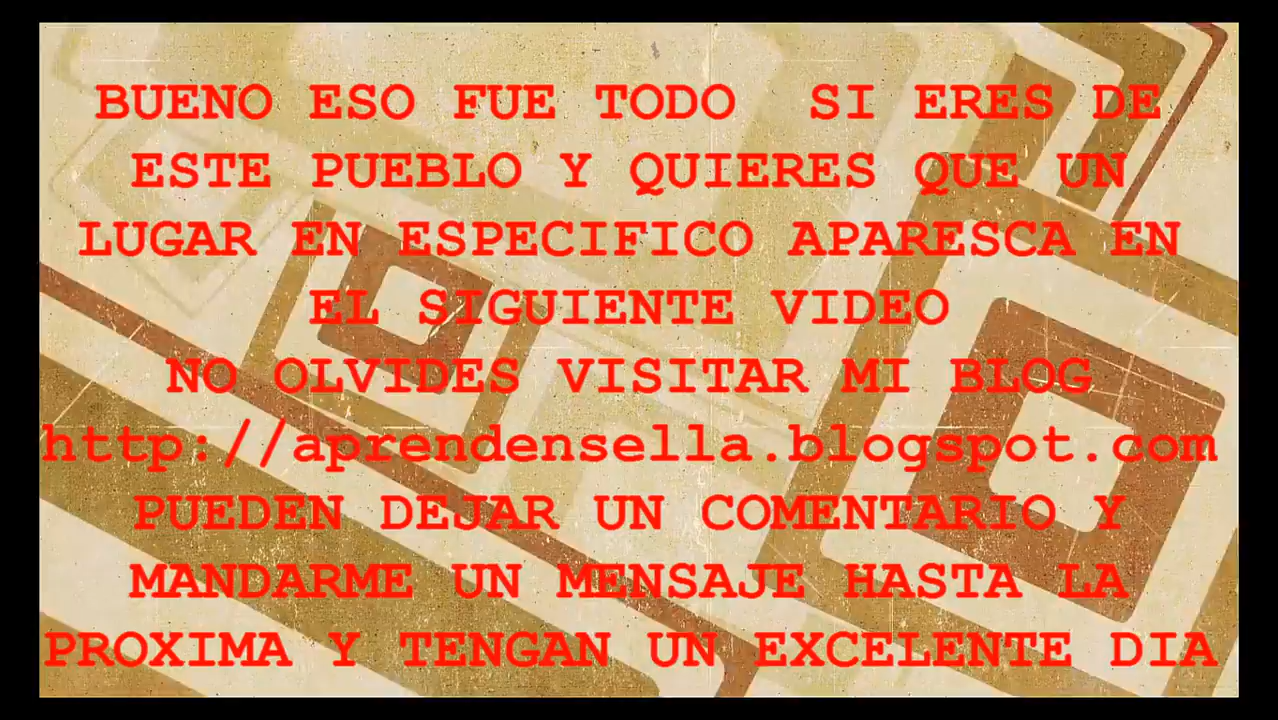 BUENO ESO FUE TODO  SI ERES DE
ESTE PUEBLO Y QUIERES QUE UN
LUGAR EN ESPECIFICO APARESCA EN
EL SIGUIENTE VIDEO
NO OLVIDES VISITAR MI BLOG
http://aprendensella.blogspot.com
PUEDEN DEJAR UN COMENTARIO Y
MANDARME UN MENSAJE HASTA LA
PROXIMA Y TENGAN UN EXCELENTE DIA